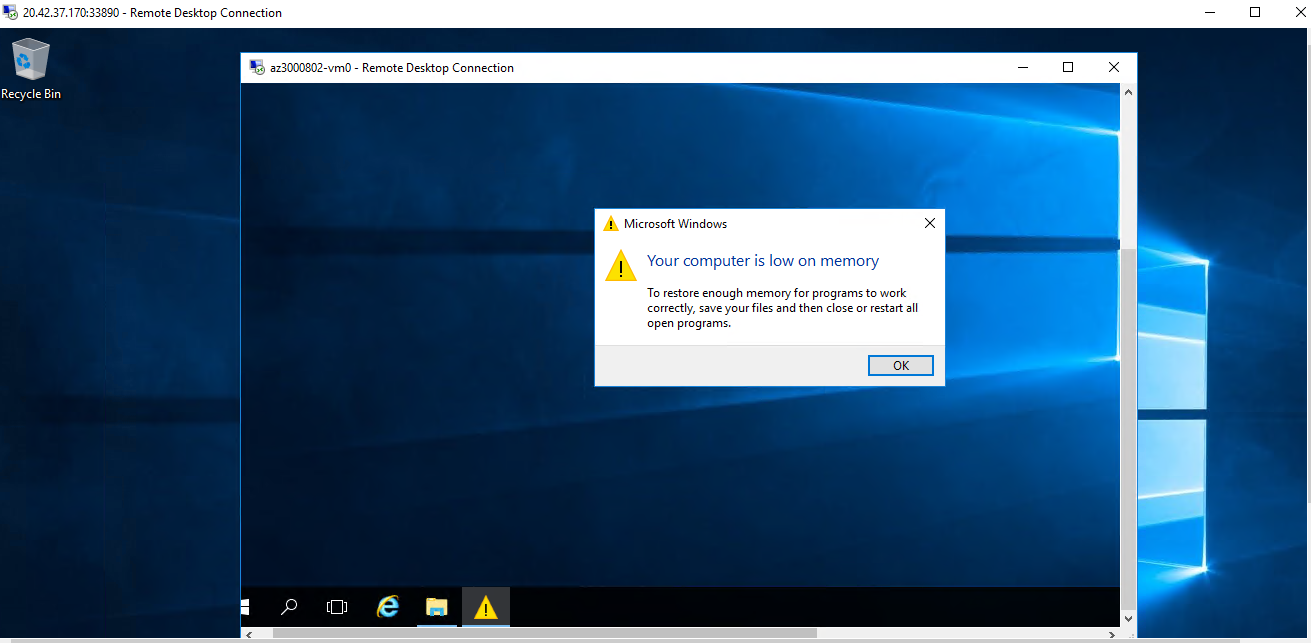 20.42.37.170:33890 - Remote Desktop Connection
Recycle Bin
az3000802-vm0 - Remote Desktop Connection
Microsoft Windows
Your computer is low on memory
To restore enough memory for programs to work
correctly, save your files and then close or restart all
open programs.
OK